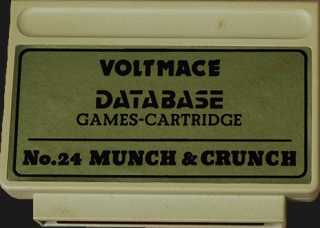 VOLTMACE
DATABASE
GAMES-CARTRIDGE
No.24 MUNCH & CRUNCH